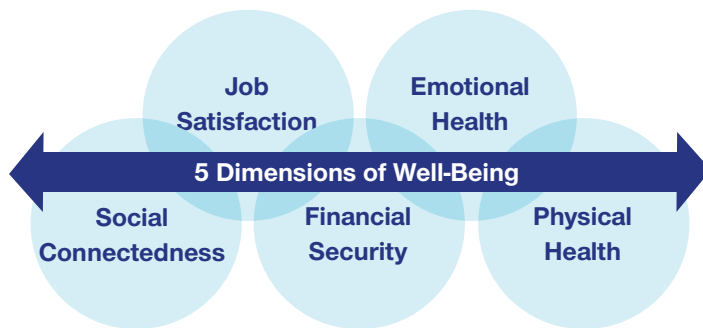 Job
Satisfaction
Emotional
Health
5 Dimensions of Well-Being
Social
Connectedness
Financial
Security
Physical
Health